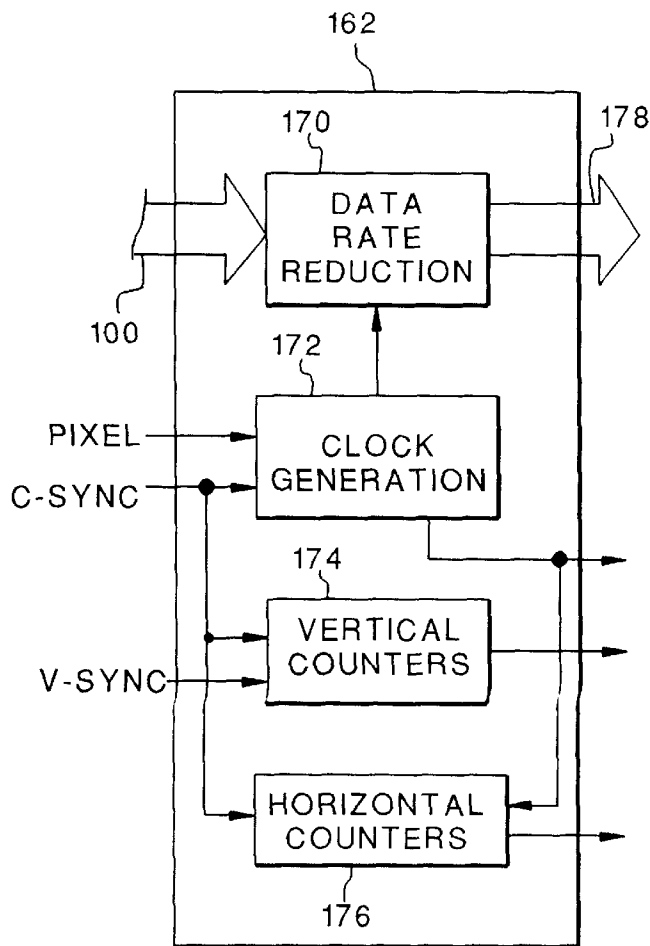 162
170
178
DATA
RATE
REDUCTION
100
172
PIXEL
CLOCK
GENERATION
C-SYNC
174
VERTICAL
COUNTERS
V-SYNC
HORIZONTAL
COUNTERS
176